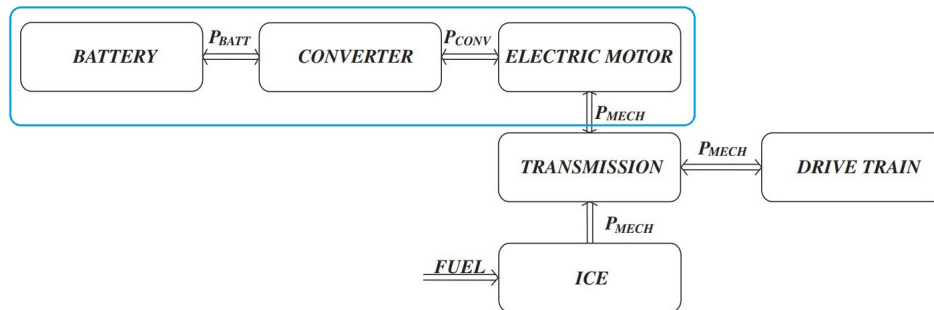 BATTERY
P_BATT
CONVERTER
P_CONV
ELECTRIC MOTOR
P_MECH
TRANSMISSION
P_MECH
DRIVE TRAIN
P_MECH
FUEL
ICE